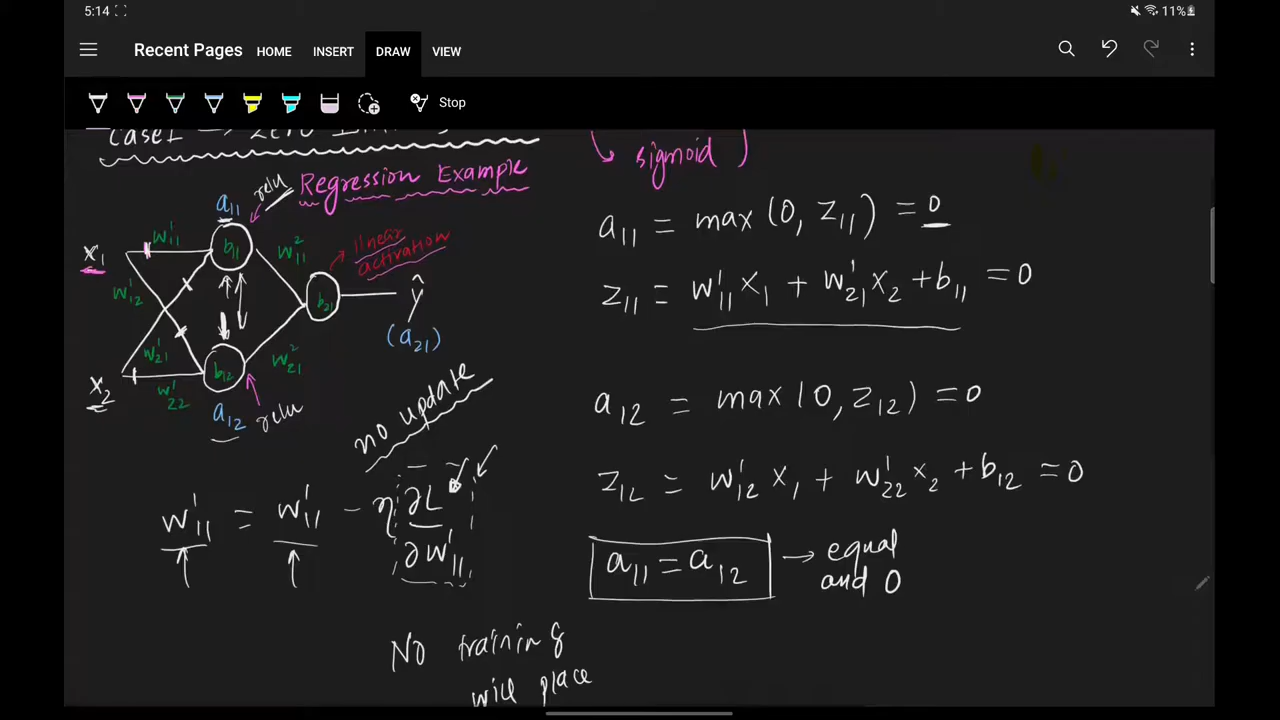 5:14
11%
Recent Pages HOME INSERT DRAW VIEW
Stop
Case1 → Zero
sigmoid )
Regression Example
relu
a11
x1
w¹11
b11
w²11
linear
activation
w¹12
b21
ŷ
(a21)
w¹21
x2
w¹22
b12
w²21
a12
relu
no update
w¹11 = w¹11 - η ∂L
∂w¹11
No training
will place
a11 = max (0, z11) = 0
z11 = w¹11 x1 + w¹21 x2 + b11 = 0
a12 = max (0, z12) = 0
z12 = w¹12 x1 + w¹22 x2 + b12 = 0
a11 = a12 → equal
and 0